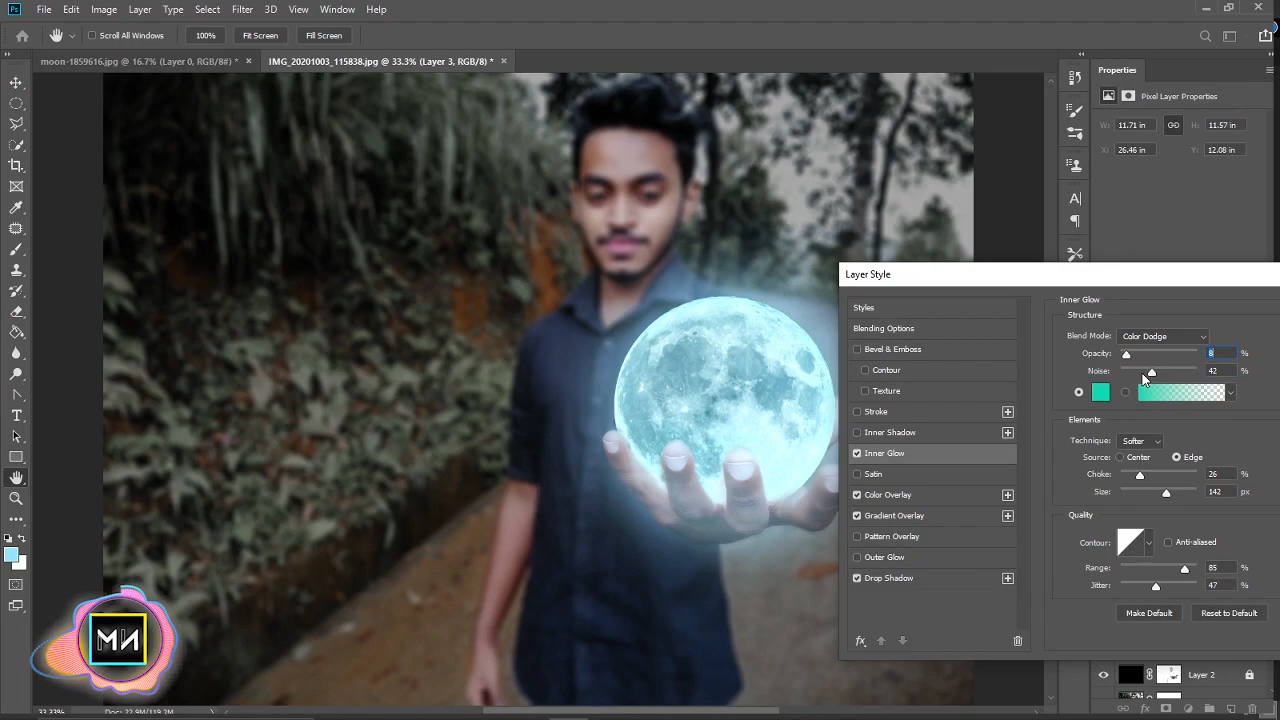 Ps File Edit Image Layer Type Select Filter 3D View Window Help
Scroll All Windows 100% Fit Screen Fill Screen
moon-1859616.jpg @ 16.7% (Layer 0, RGB/8#) * × IMG_20201003_115838.jpg @ 33.3% (Layer 3, RGB/8) * ×
Properties
Pixel Layer Properties
W: 11.71 in H: 11.57 in
X: 26.46 in Y: 12.08 in
Layer Style
Styles
Blending Options
Bevel & Emboss
Contour
Texture
Stroke
Inner Shadow
Inner Glow
Satin
Color Overlay
Gradient Overlay
Pattern Overlay
Outer Glow
Drop Shadow
fx
Inner Glow
Structure
Blend Mode: Color Dodge
Opacity: 8 %
Noise: 42 %
Elements
Technique: Softer
Source: Center Edge
Choke: 26 %
Size: 142 px
Quality
Contour: Anti-aliased
Range: 85 %
Jitter: 47 %
Make Default Reset to Default
Layer 2
MИ
33.33% Doc: 22.9M/119.2M